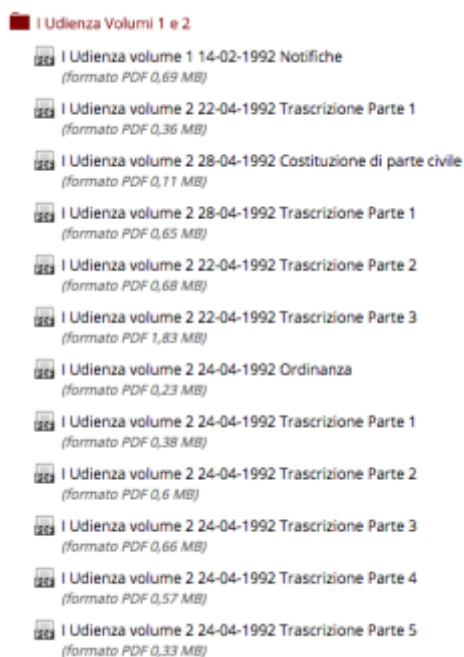 I Udienza Volumi 1 e 2
I Udienza volume 1 14-02-1992 Notifiche
(formato PDF 0,69 MB)
I Udienza volume 2 22-04-1992 Trascrizione Parte 1
(formato PDF 0,36 MB)
I Udienza volume 2 28-04-1992 Costituzione di parte civile
(formato PDF 0,11 MB)
I Udienza volume 2 28-04-1992 Trascrizione Parte 1
(formato PDF 0,65 MB)
I Udienza volume 2 22-04-1992 Trascrizione Parte 2
(formato PDF 0,68 MB)
I Udienza volume 2 22-04-1992 Trascrizione Parte 3
(formato PDF 1,83 MB)
I Udienza volume 2 24-04-1992 Ordinanza
(formato PDF 0,23 MB)
I Udienza volume 2 24-04-1992 Trascrizione Parte 1
(formato PDF 0,38 MB)
I Udienza volume 2 24-04-1992 Trascrizione Parte 2
(formato PDF 0,6 MB)
I Udienza volume 2 24-04-1992 Trascrizione Parte 3
(formato PDF 0,66 MB)
I Udienza volume 2 24-04-1992 Trascrizione Parte 4
(formato PDF 0,57 MB)
I Udienza volume 2 24-04-1992 Trascrizione Parte 5
(formato PDF 0,33 MB)